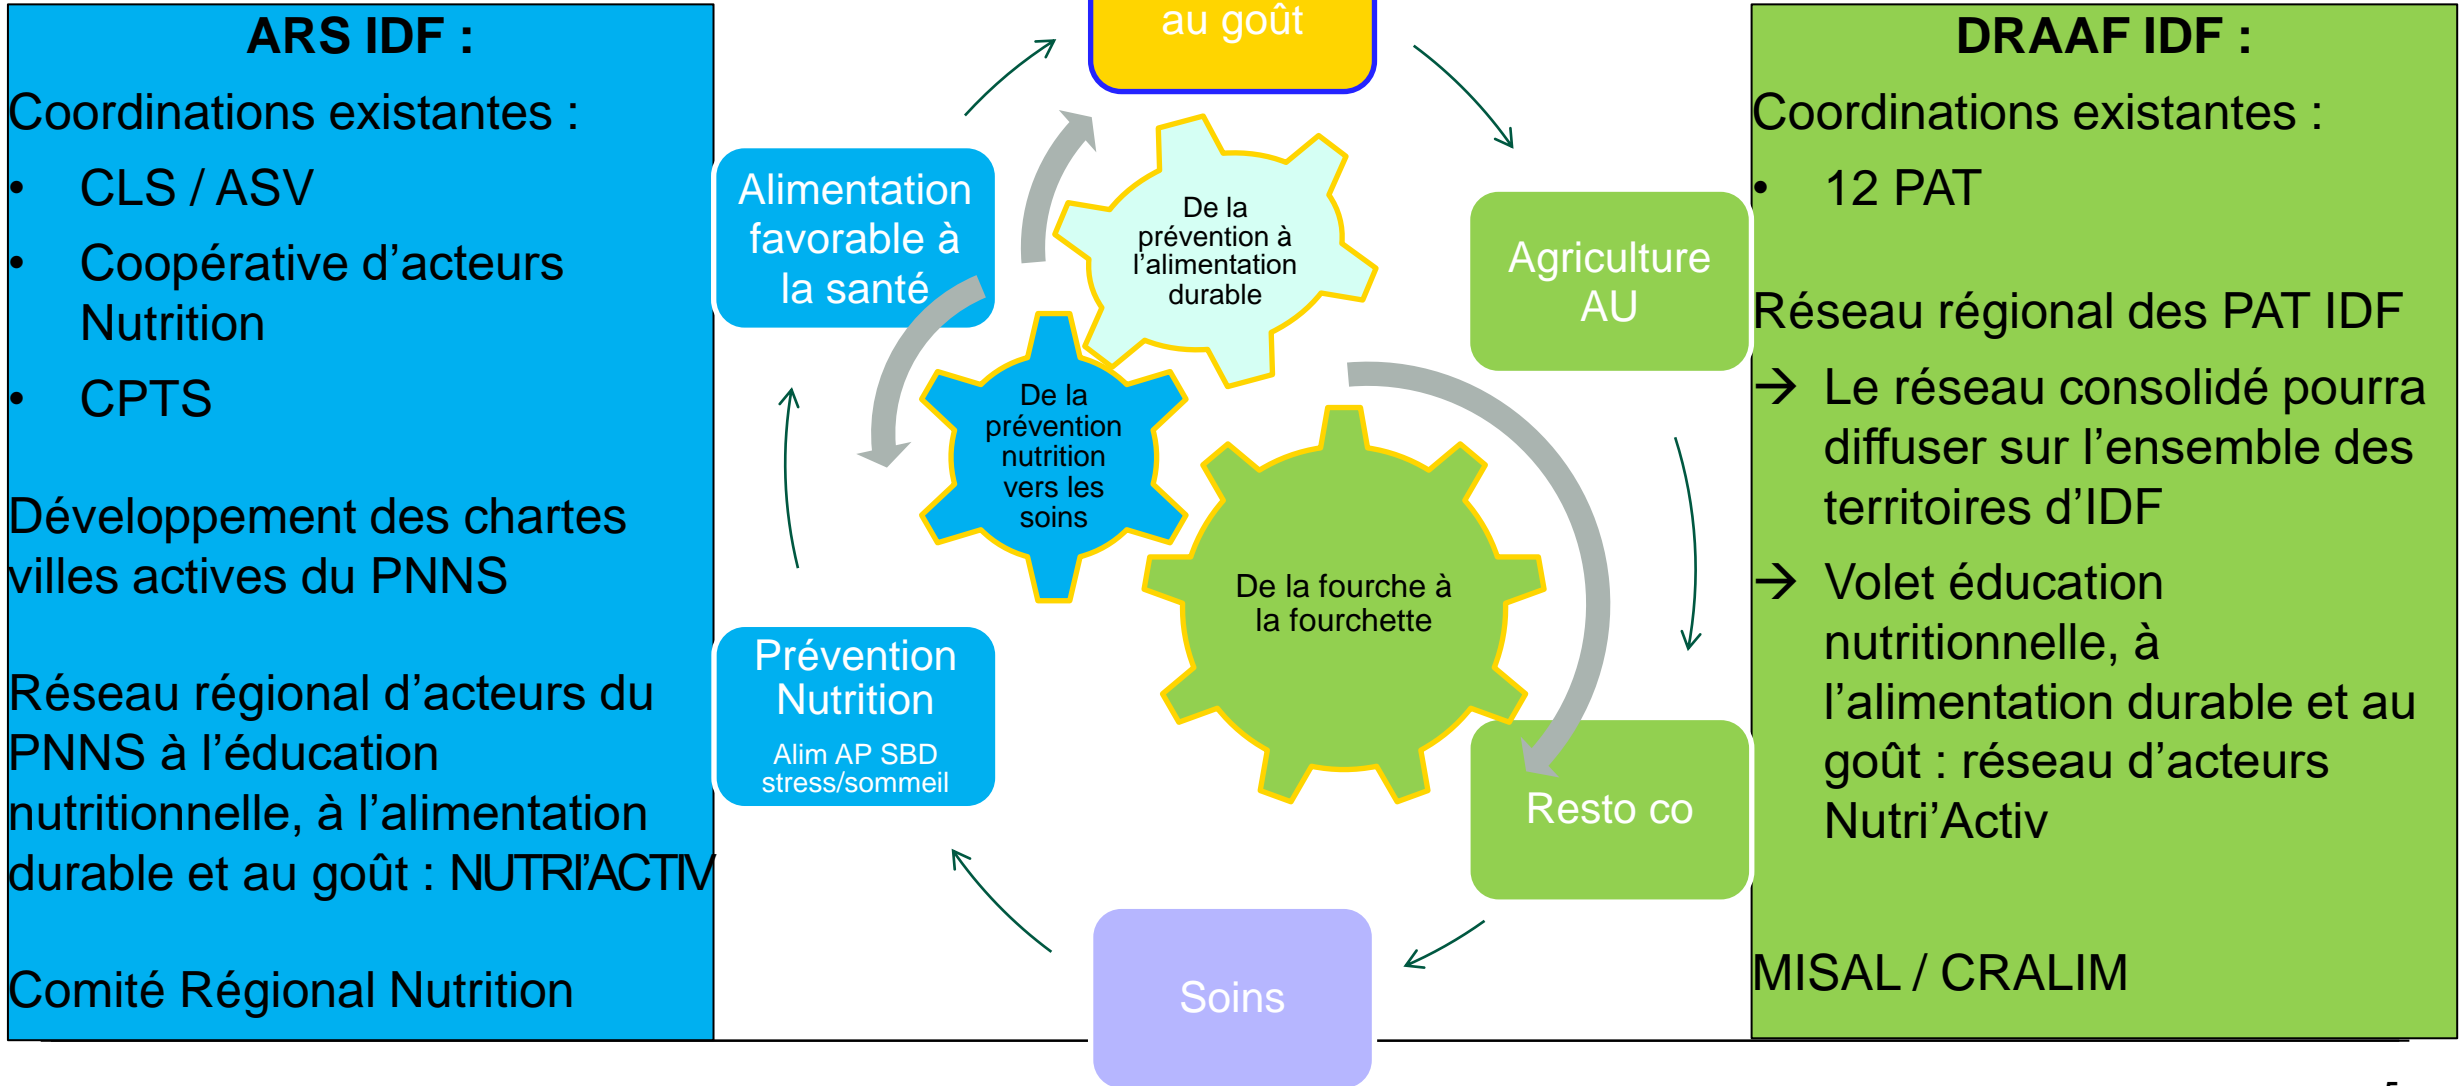 ARS IDF :
Coordinations existantes :
• CLS / ASV
• Coopérative d’acteurs
Nutrition
• CPTS
Développement des chartes
villes actives du PNNS
Réseau régional d’acteurs du
PNNS à l’éducation
nutritionnelle, à l’alimentation
durable et au goût : NUTRI’ACTIV
Comité Régional Nutrition
au goût
Alimentation
favorable à
la santé
De la
prévention à
l’alimentation
durable
Agriculture
AU
De la
prévention
nutrition
vers les
soins
De la fourche à
la fourchette
Prévention
Nutrition
Alim AP SBD
stress/sommeil
Resto co
Soins
DRAAF IDF :
Coordinations existantes :
• 12 PAT
Réseau régional des PAT IDF
→ Le réseau consolidé pourra
diffuser sur l’ensemble des
territoires d’IDF
→ Volet éducation
nutritionnelle, à
l’alimentation durable et au
goût : réseau d’acteurs
Nutri’Activ
MISAL / CRALIM